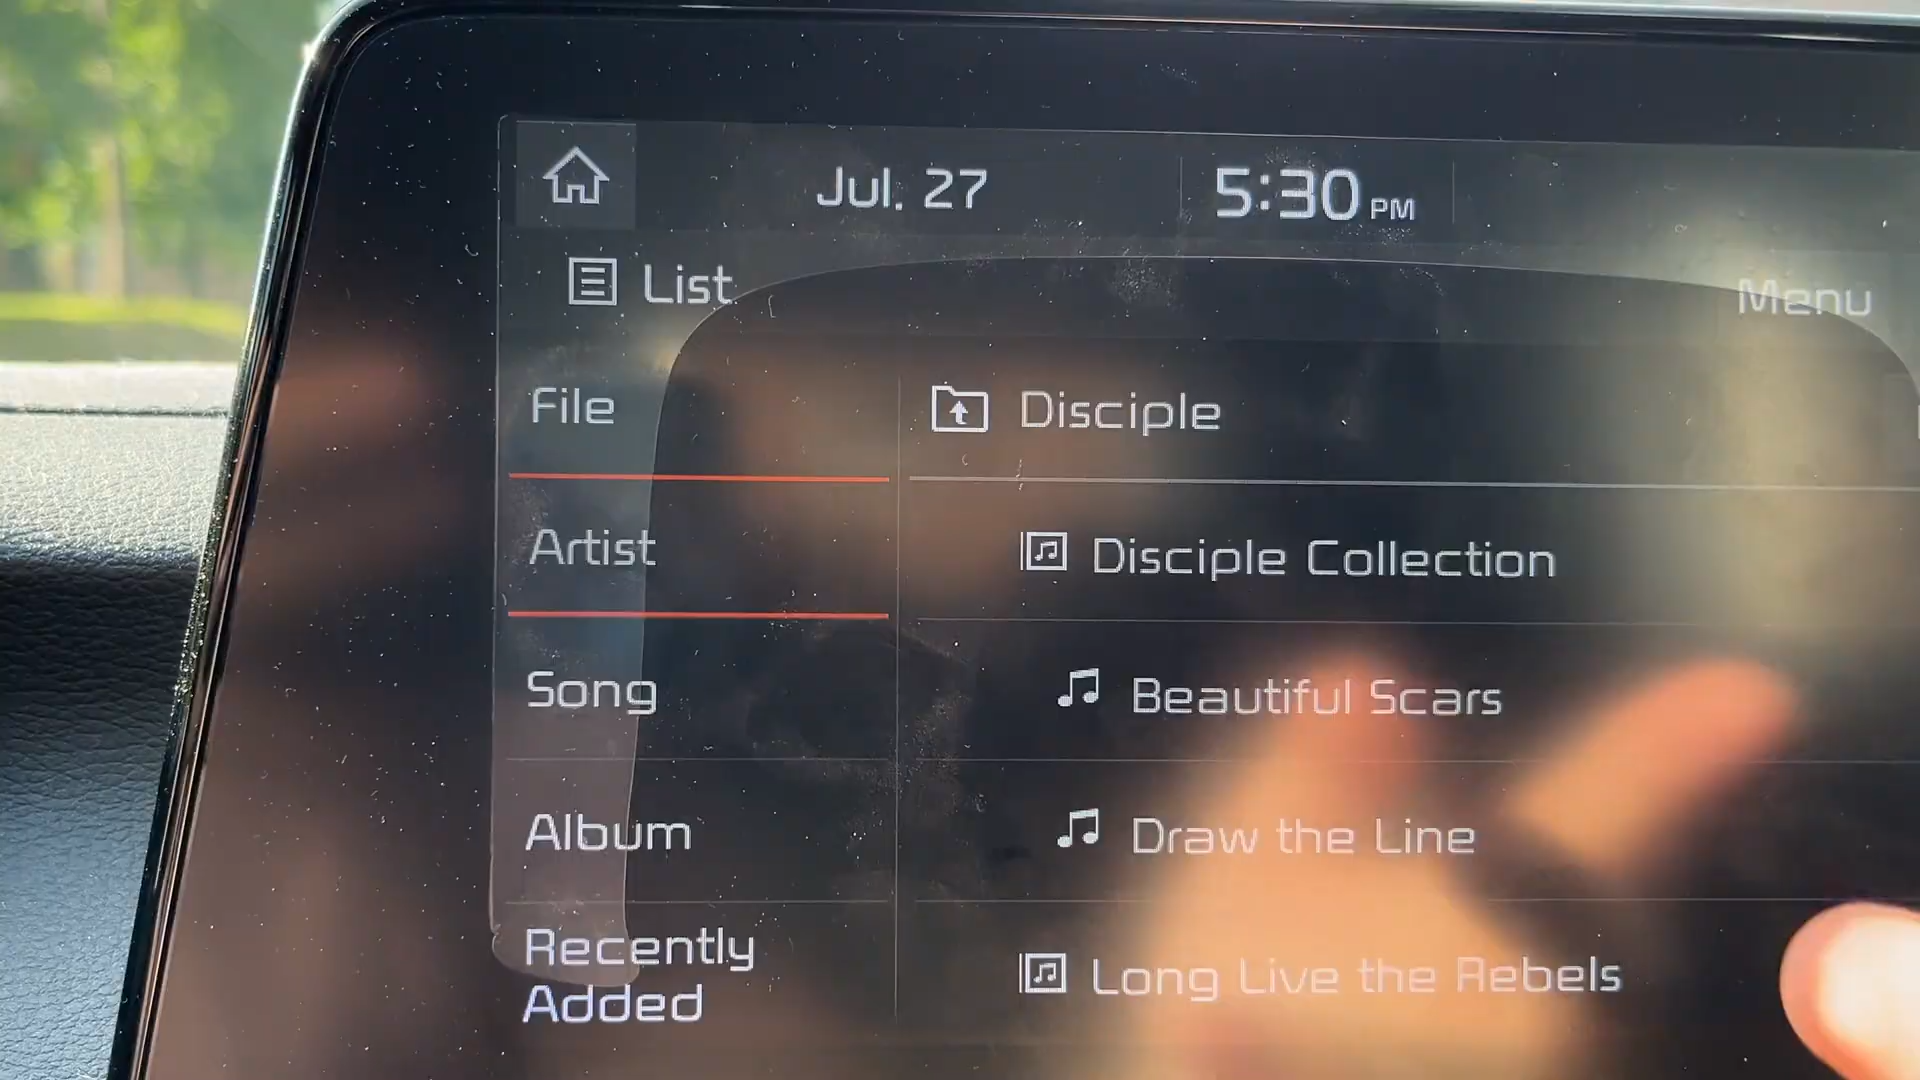 Jul. 27
5:30 PM
List
Menu
File
Disciple
Artist
Disciple Collection
Song
Beautiful Scars
Album
Draw the Line
Recently
Added
Long Live the Rebels